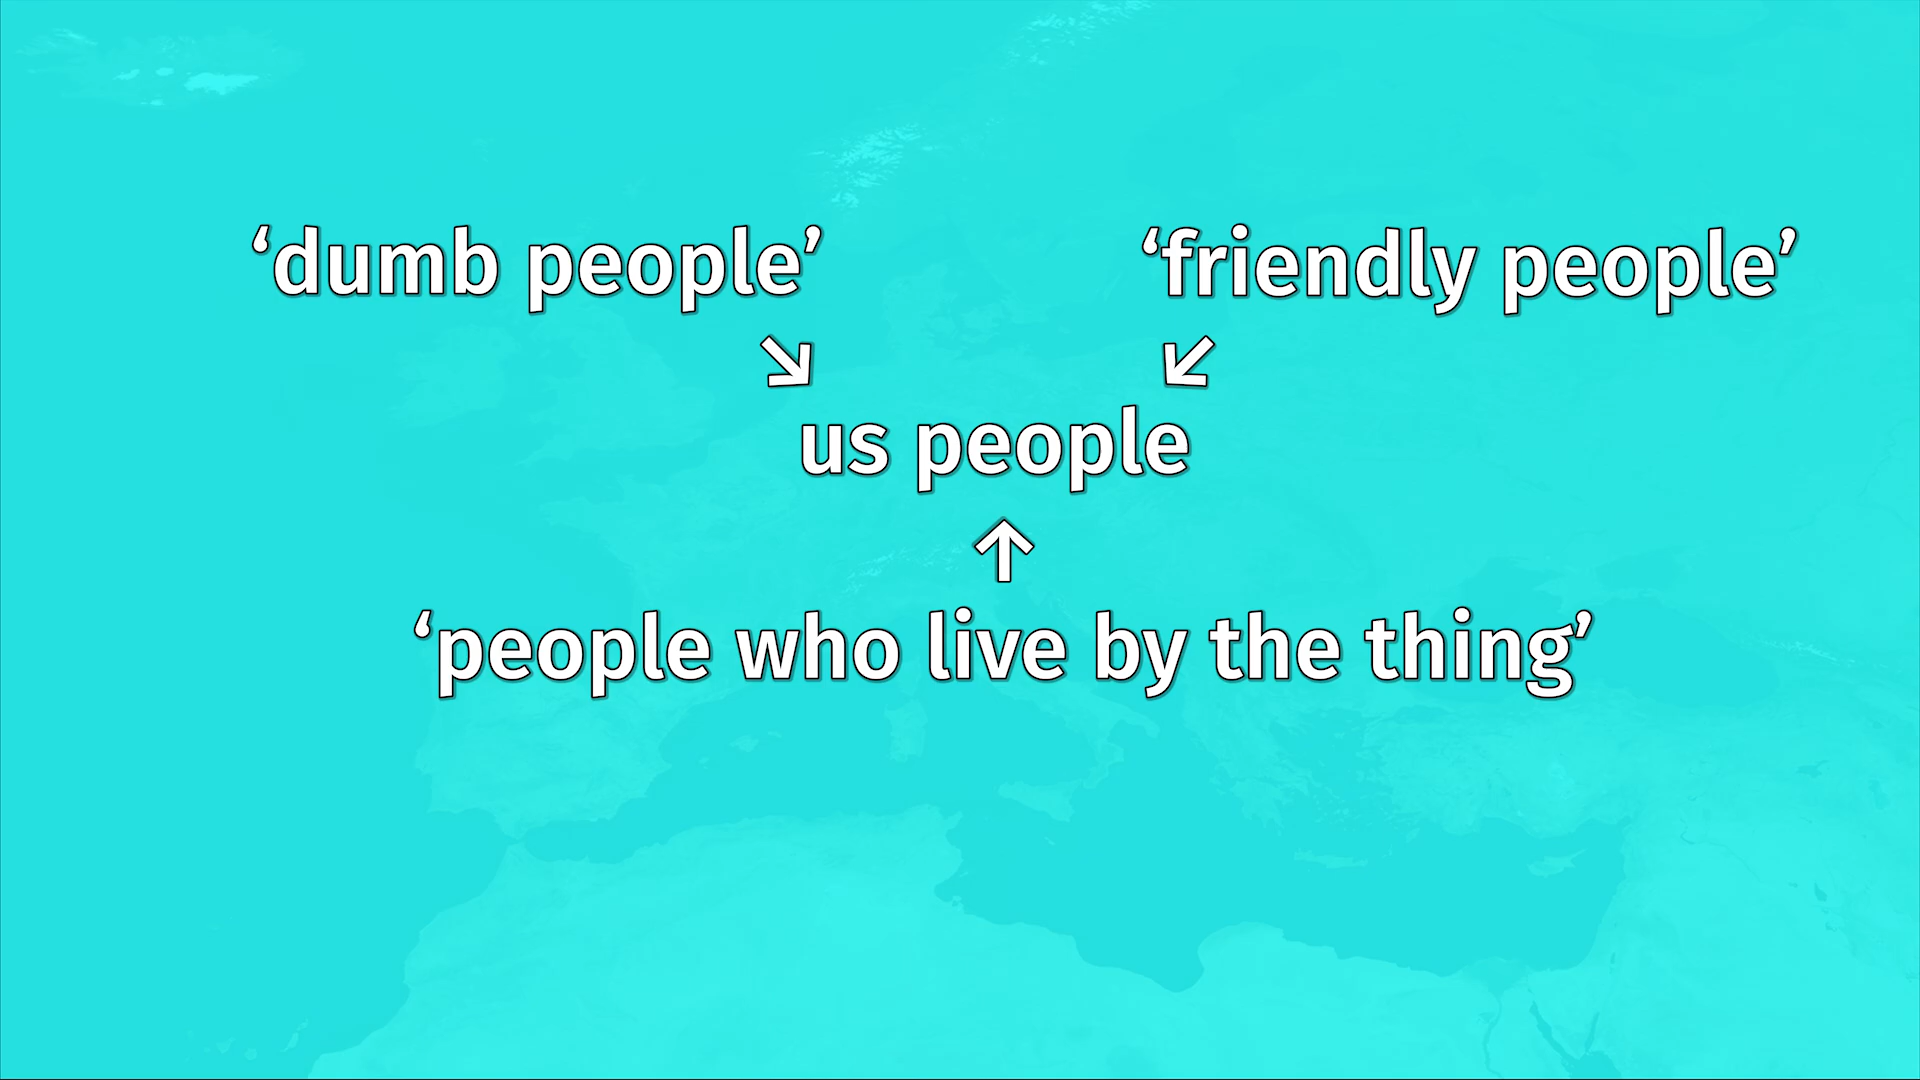 ‘dumb people’ ‘friendly people’
↘ ↙
us people
↑
‘people who live by the thing’